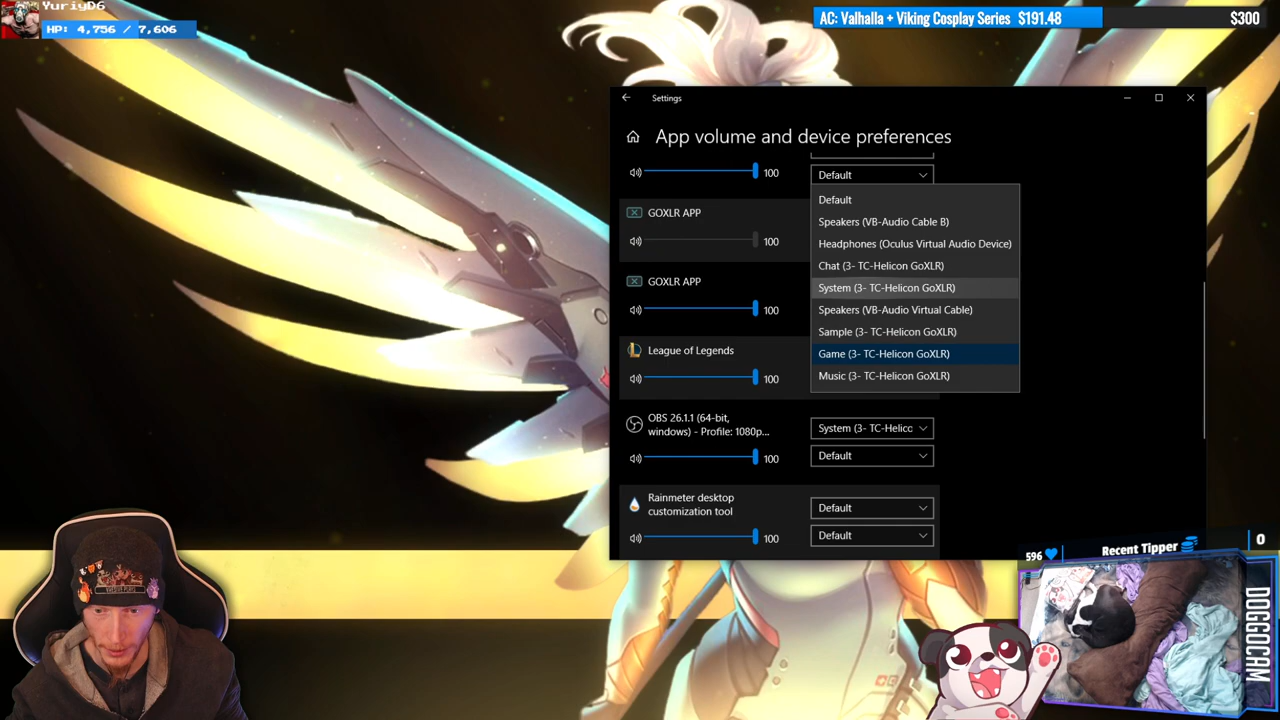 YuriyD6
HP: 4,756 / 7,606
AC: Valhalla + Viking Cosplay Series $191.48
$300
Settings
App volume and device preferences
100
Default
Default
Speakers (VB-Audio Cable B)
Headphones (Oculus Virtual Audio Device)
Chat (3- TC-Helicon GoXLR)
System (3- TC-Helicon GoXLR)
Speakers (VB-Audio Virtual Cable)
Sample (3- TC-Helicon GoXLR)
Game (3- TC-Helicon GoXLR)
Music (3- TC-Helicon GoXLR)
GOXLR APP
100
GOXLR APP
100
League of Legends
100
OBS 26.1.1 (64-bit,
windows) - Profile: 1080p...
System (3- TC-Helicc
100
Default
Rainmeter desktop
customization tool
Default
100
Default
596
Recent Tipper
0
DOGGOCAM